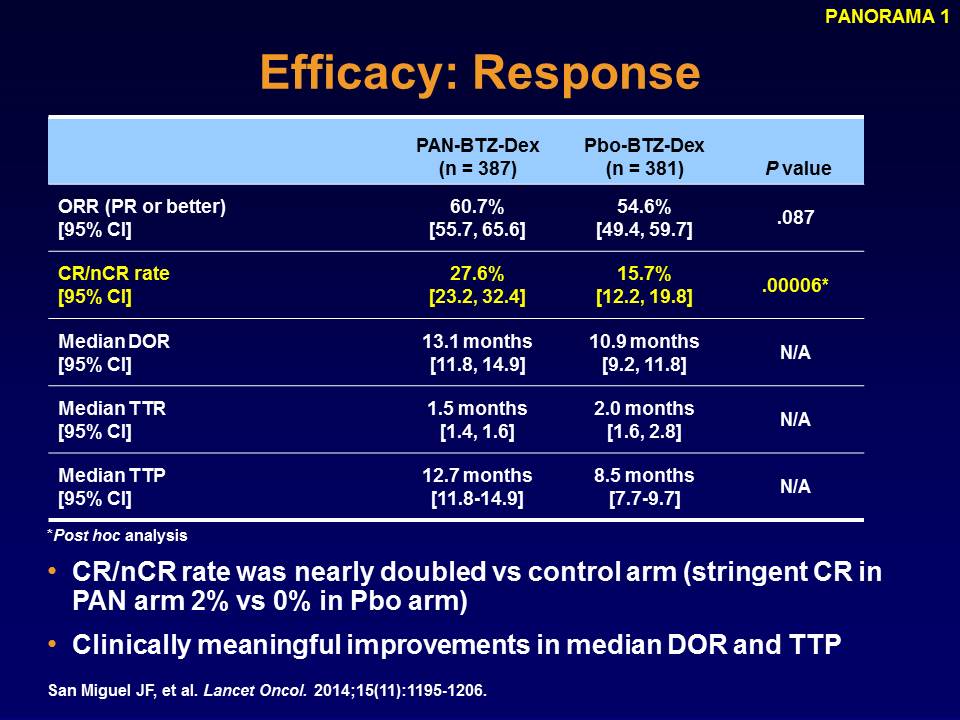 PANORAMA 1
Efficacy: Response
PAN-BTZ-Dex Pbo-BTZ-Dex
(n = 387) (n = 381) P value
ORR (PR or better) 60.7% 54.6% .087
[95% CI] [55.7, 65.6] [49.4, 59.7]
CR/nCR rate 27.6% 15.7% .00006*
[95% CI] [23.2, 32.4] [12.2, 19.8]
Median DOR 13.1 months 10.9 months N/A
[95% CI] [11.8, 14.9] [9.2, 11.8]
Median TTR 1.5 months 2.0 months N/A
[95% CI] [1.4, 1.6] [1.6, 2.8]
Median TTP 12.7 months 8.5 months N/A
[95% CI] [11.8-14.9] [7.7-9.7]
*Post hoc analysis
• CR/nCR rate was nearly doubled vs control arm (stringent CR in
PAN arm 2% vs 0% in Pbo arm)
• Clinically meaningful improvements in median DOR and TTP
San Miguel JF, et al. Lancet Oncol. 2014;15(11):1195-1206.